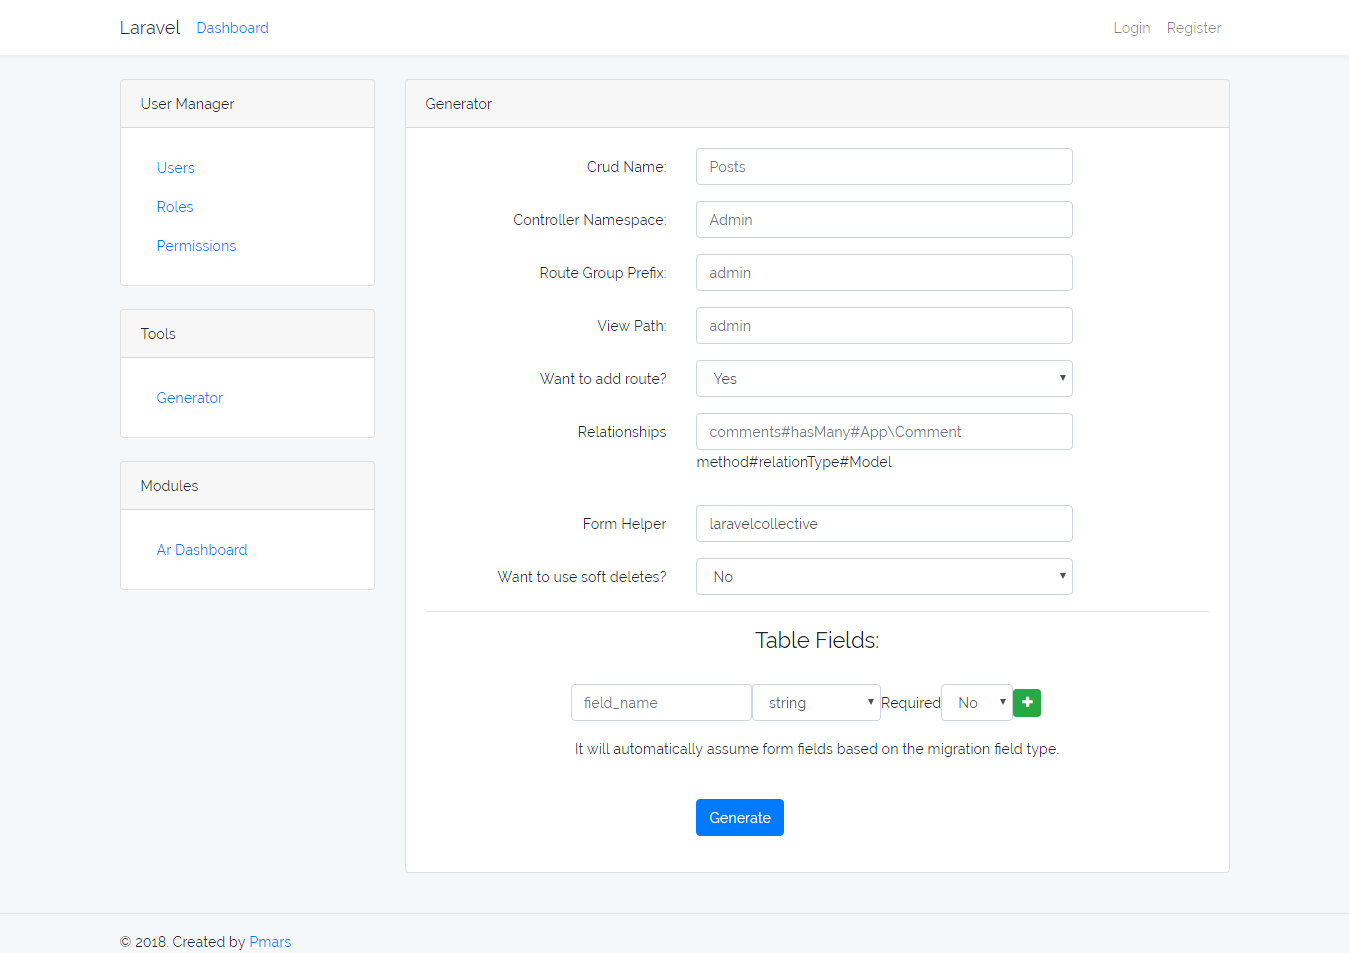 Laravel Dashboard Login Register
User Manager
Users
Roles
Permissions
Tools
Generator
Modules
Ar Dashboard
Generator
Crud Name: Posts
Controller Namespace: Admin
Route Group Prefix: admin
View Path: admin
Want to add route? Yes
Relationships comments#hasMany#App\Comment
method#relationType#Model
Form Helper laravelcollective
Want to use soft deletes? No
Table Fields:
field_name string Required No
It will automatically assume form fields based on the migration field type.
Generate
© 2018. Created by Pmars